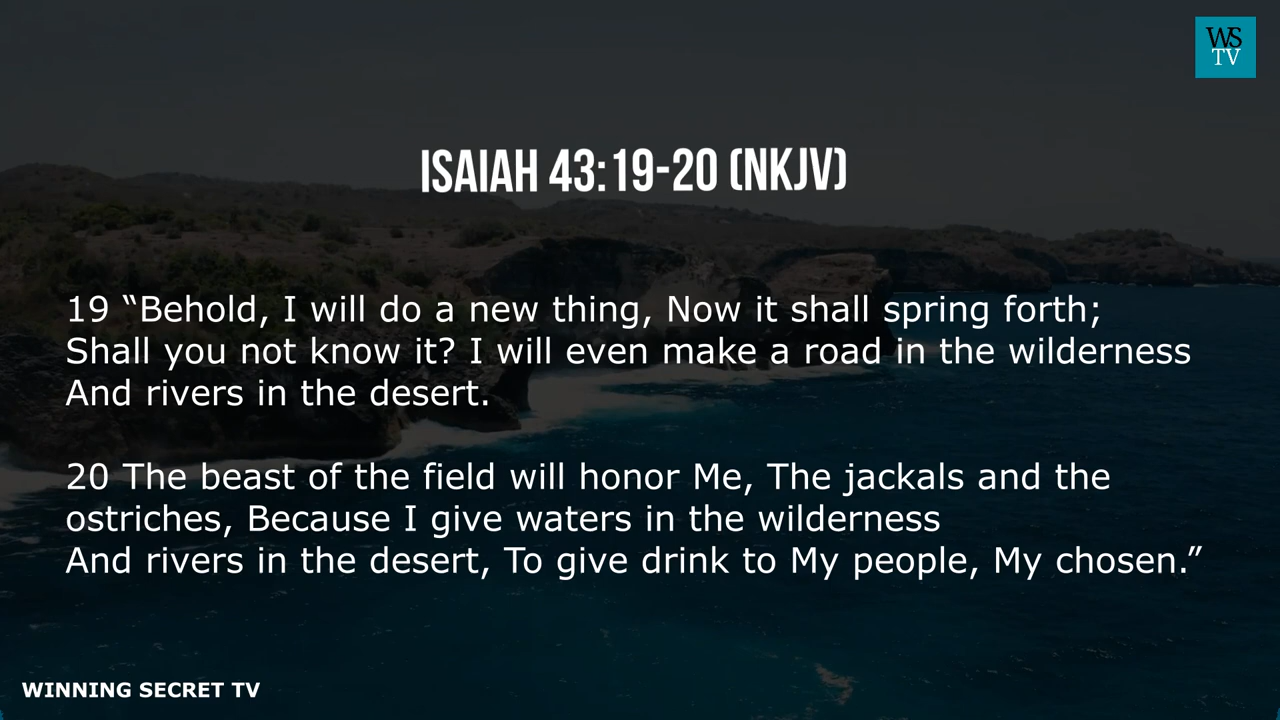 WS
TV
ISAIAH 43:19-20 (NKJV)
19 “Behold, I will do a new thing, Now it shall spring forth;
Shall you not know it? I will even make a road in the wilderness
And rivers in the desert.
20 The beast of the field will honor Me, The jackals and the
ostriches, Because I give waters in the wilderness
And rivers in the desert, To give drink to My people, My chosen.”
WINNING SECRET TV